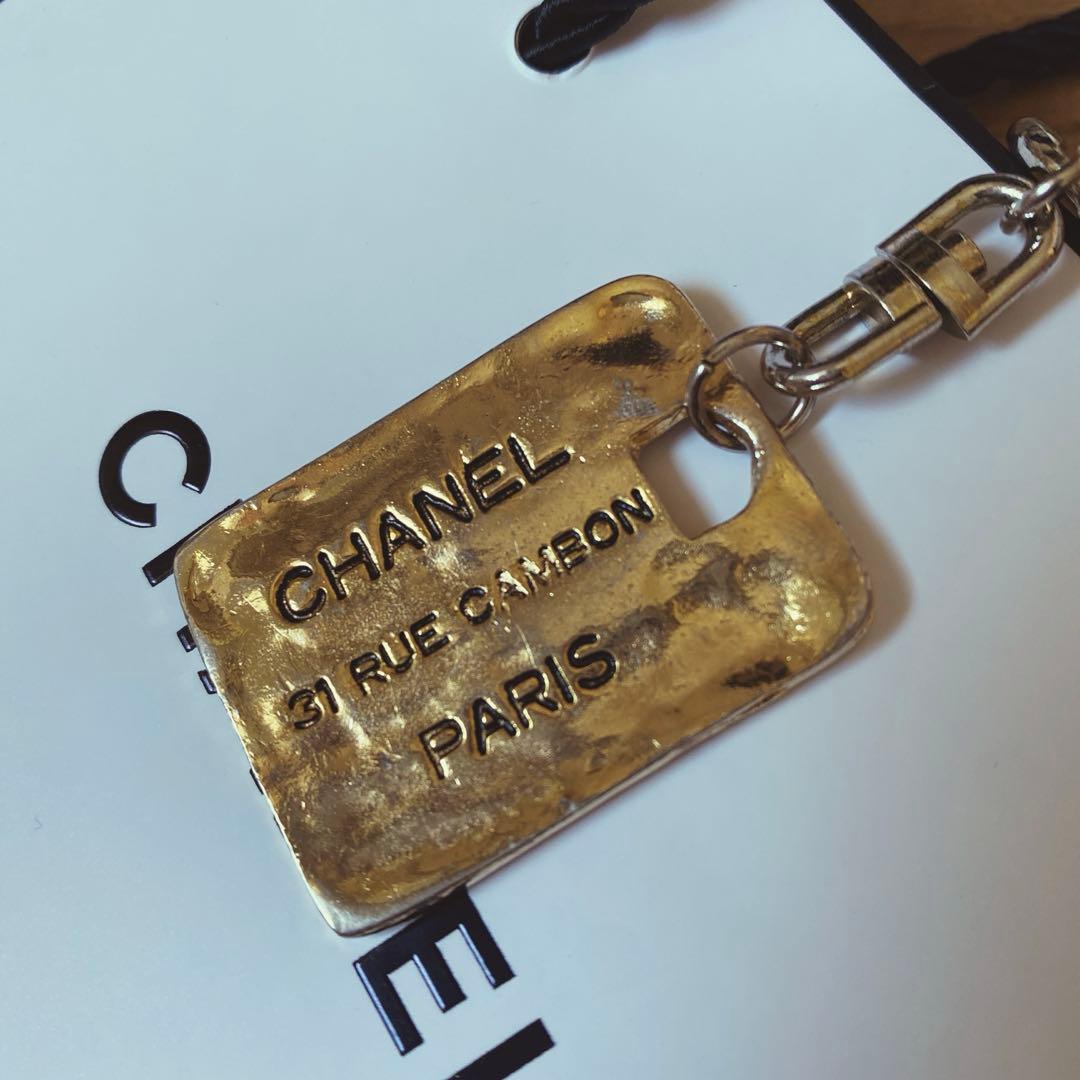 CHANEL
31 RUE CAMBON
PARIS